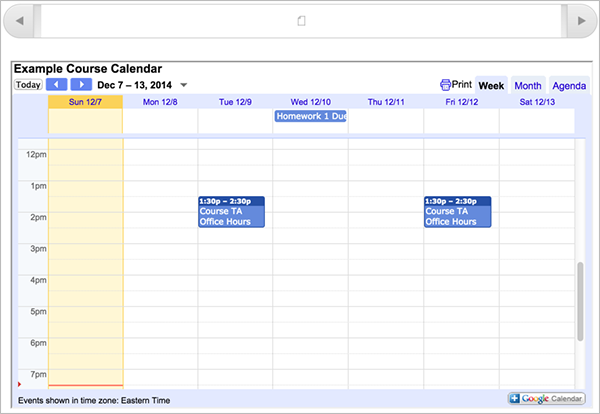 Example Course Calendar
Today Dec 7 – 13, 2014 Print Week Month Agenda
Sun 12/7 Mon 12/8 Tue 12/9 Wed 12/10 Thu 12/11 Fri 12/12 Sat 12/13
Homework 1 Due
12pm
1pm
1:30p – 2:30p 1:30p – 2:30p
Course TA Course TA
2pm
Office Hours Office Hours
3pm
4pm
5pm
6pm
7pm
Events shown in time zone: Eastern Time
Google Calendar